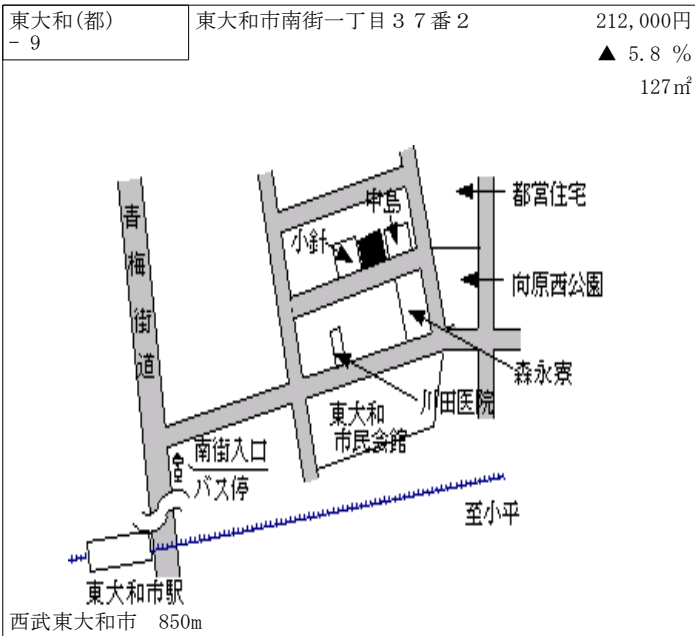 東大和(都)
- 9
東大和市南街一丁目３７番２
212,000円
▲ 5.8 %
127㎡
都営住宅
中島
小針
青梅街道
向原西公園
森永寮
川田医院
東大和
市民会館
南街入口
バス停
至小平
東大和市駅
西武東大和市 850m